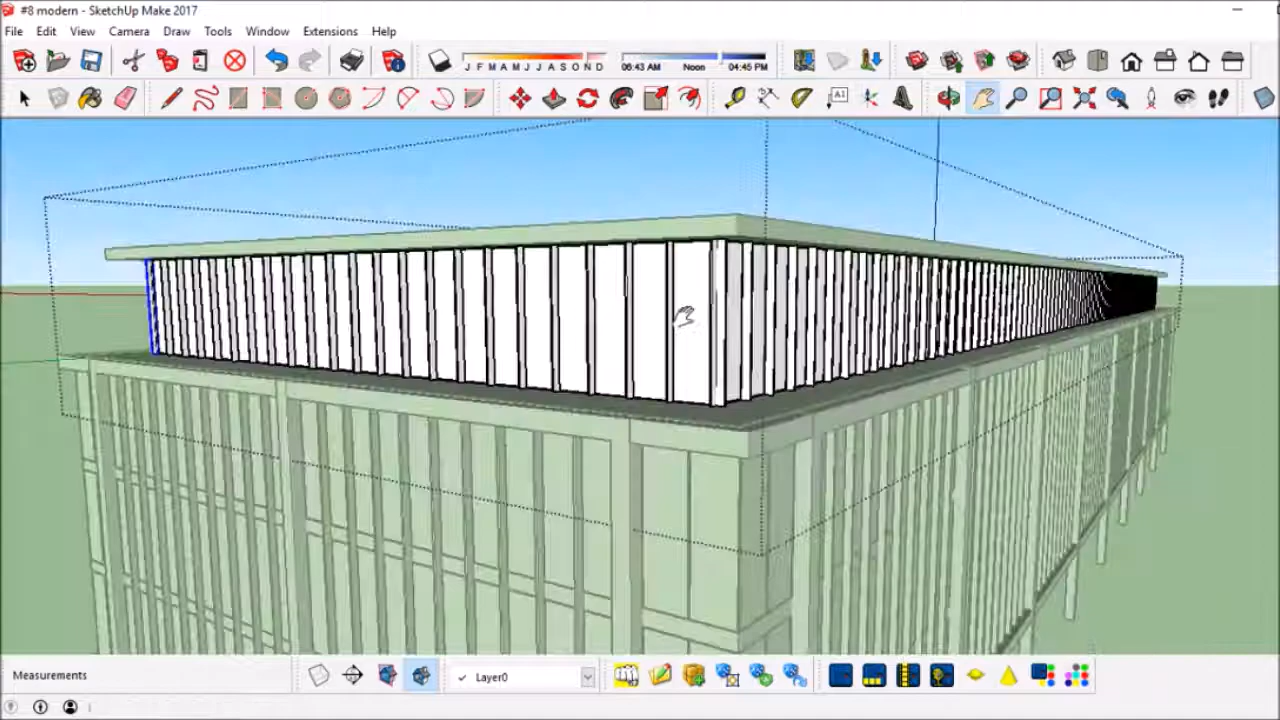 #8 modern - SketchUp Make 2017
File Edit View Camera Draw Tools Window Extensions Help
J F M A M J J A S O N D 06:43 AM Noon 04:45 PM
A1
Measurements
Layer0